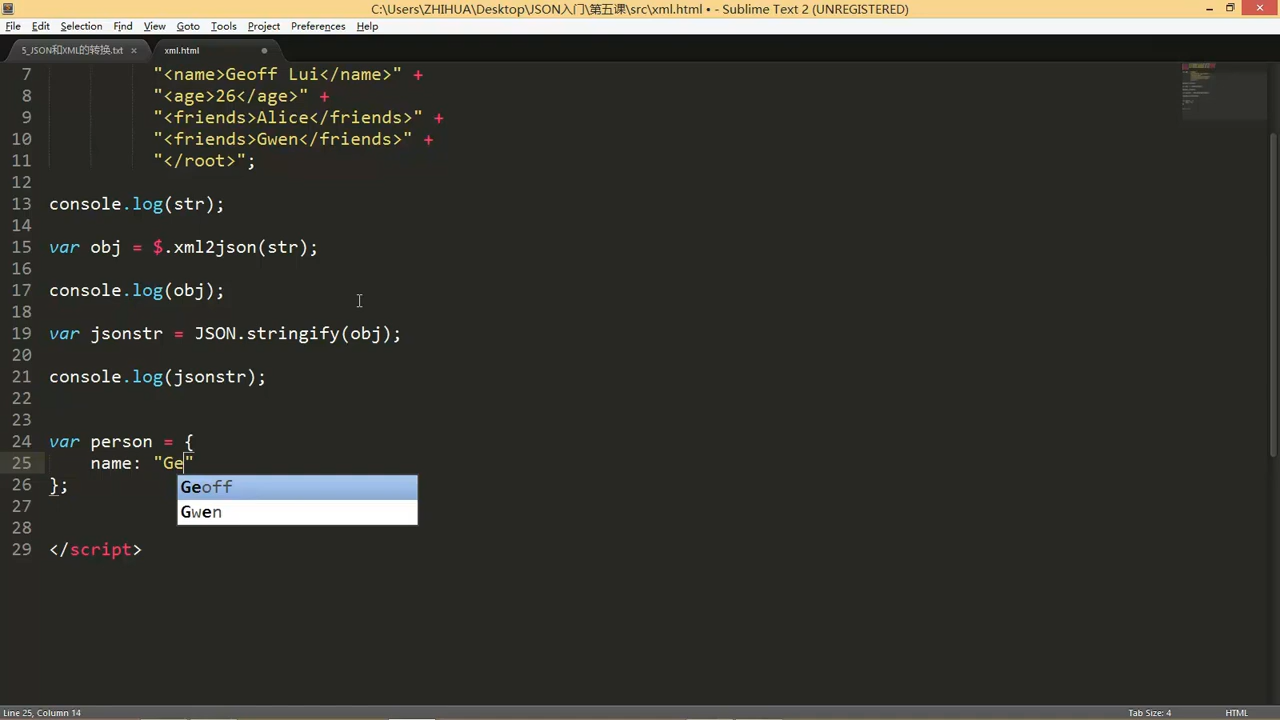 C:\Users\ZHIHUA\Desktop\JSON入门\第五课\src\xml.html • - Sublime Text 2 (UNREGISTERED)
File Edit Selection Find View Goto Tools Project Preferences Help
5_JSON和XML的转换.txt × xml.html
7 "<name>Geoff Lui</name>" +
8 "<age>26</age>" +
9 "<friends>Alice</friends>" +
10 "<friends>Gwen</friends>" +
11 "</root>";
12
13 console.log(str);
14
15 var obj = $.xml2json(str);
16
17 console.log(obj);
18
19 var jsonstr = JSON.stringify(obj);
20
21 console.log(jsonstr);
22
23
24 var person = {
25 name: "Ge"
26 };
Geoff
27
Gwen
28
29 </script>
Line 25, Column 14 Tab Size: 4 HTML